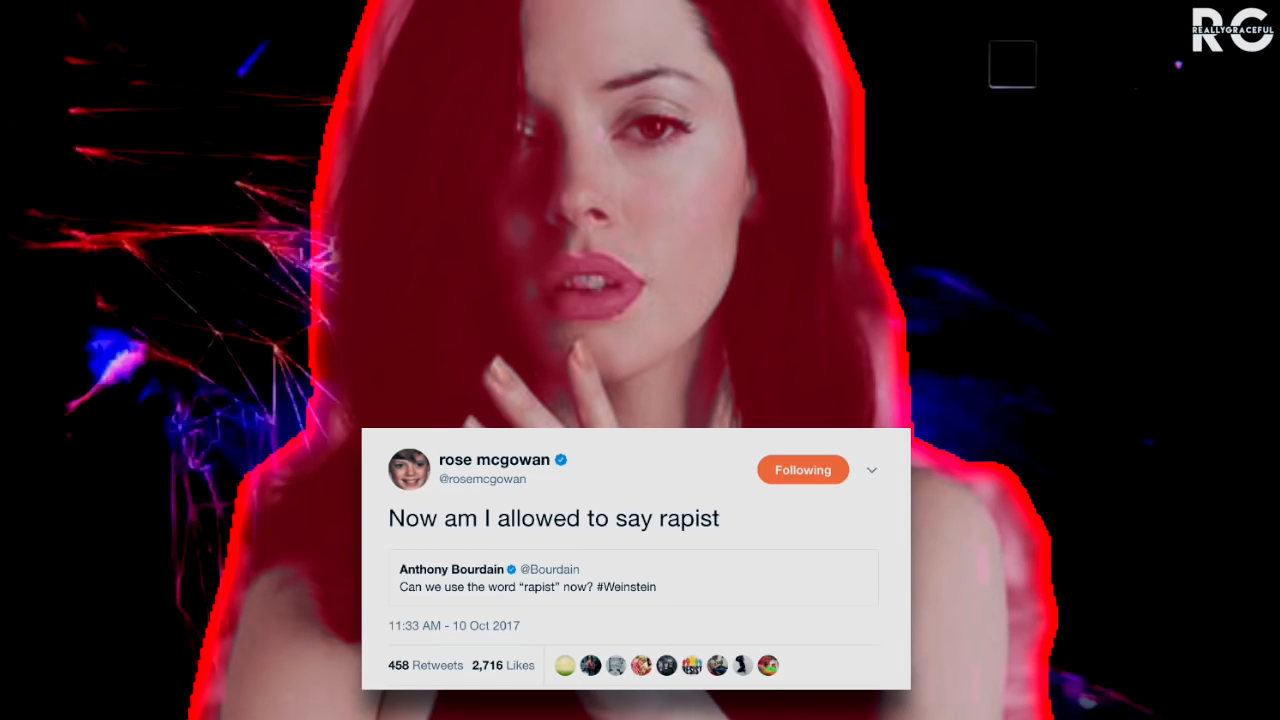 RG
REALLYGRACEFUL
rose mcgowan
@rosemcgowan
Following
Now am I allowed to say rapist
Anthony Bourdain @Bourdain
Can we use the word “rapist” now? #Weinstein
11:33 AM - 10 Oct 2017
458 Retweets 2,716 Likes